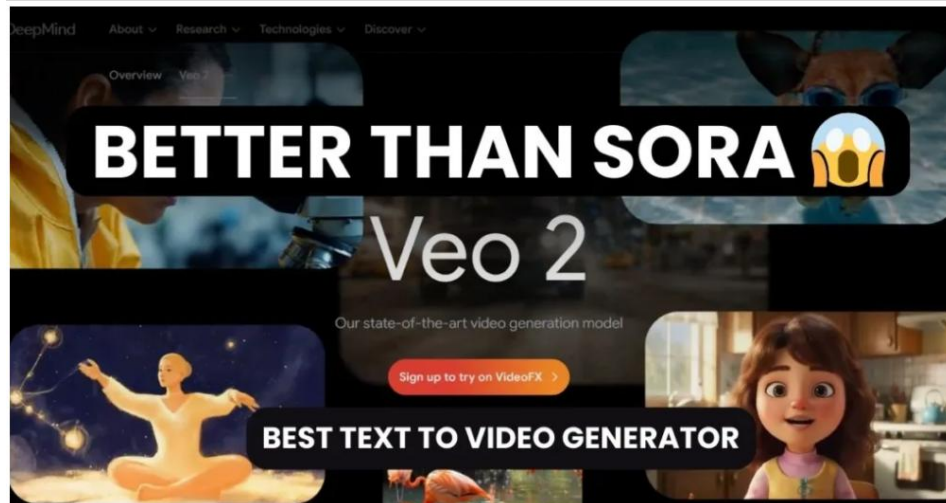 DeepMind About Research Technologies Discover
Overview Veo 2
BETTER THAN SORA 😱
Veo 2
Our state-of-the-art video generation model
Sign up to try on VideoFX >
BEST TEXT TO VIDEO GENERATOR